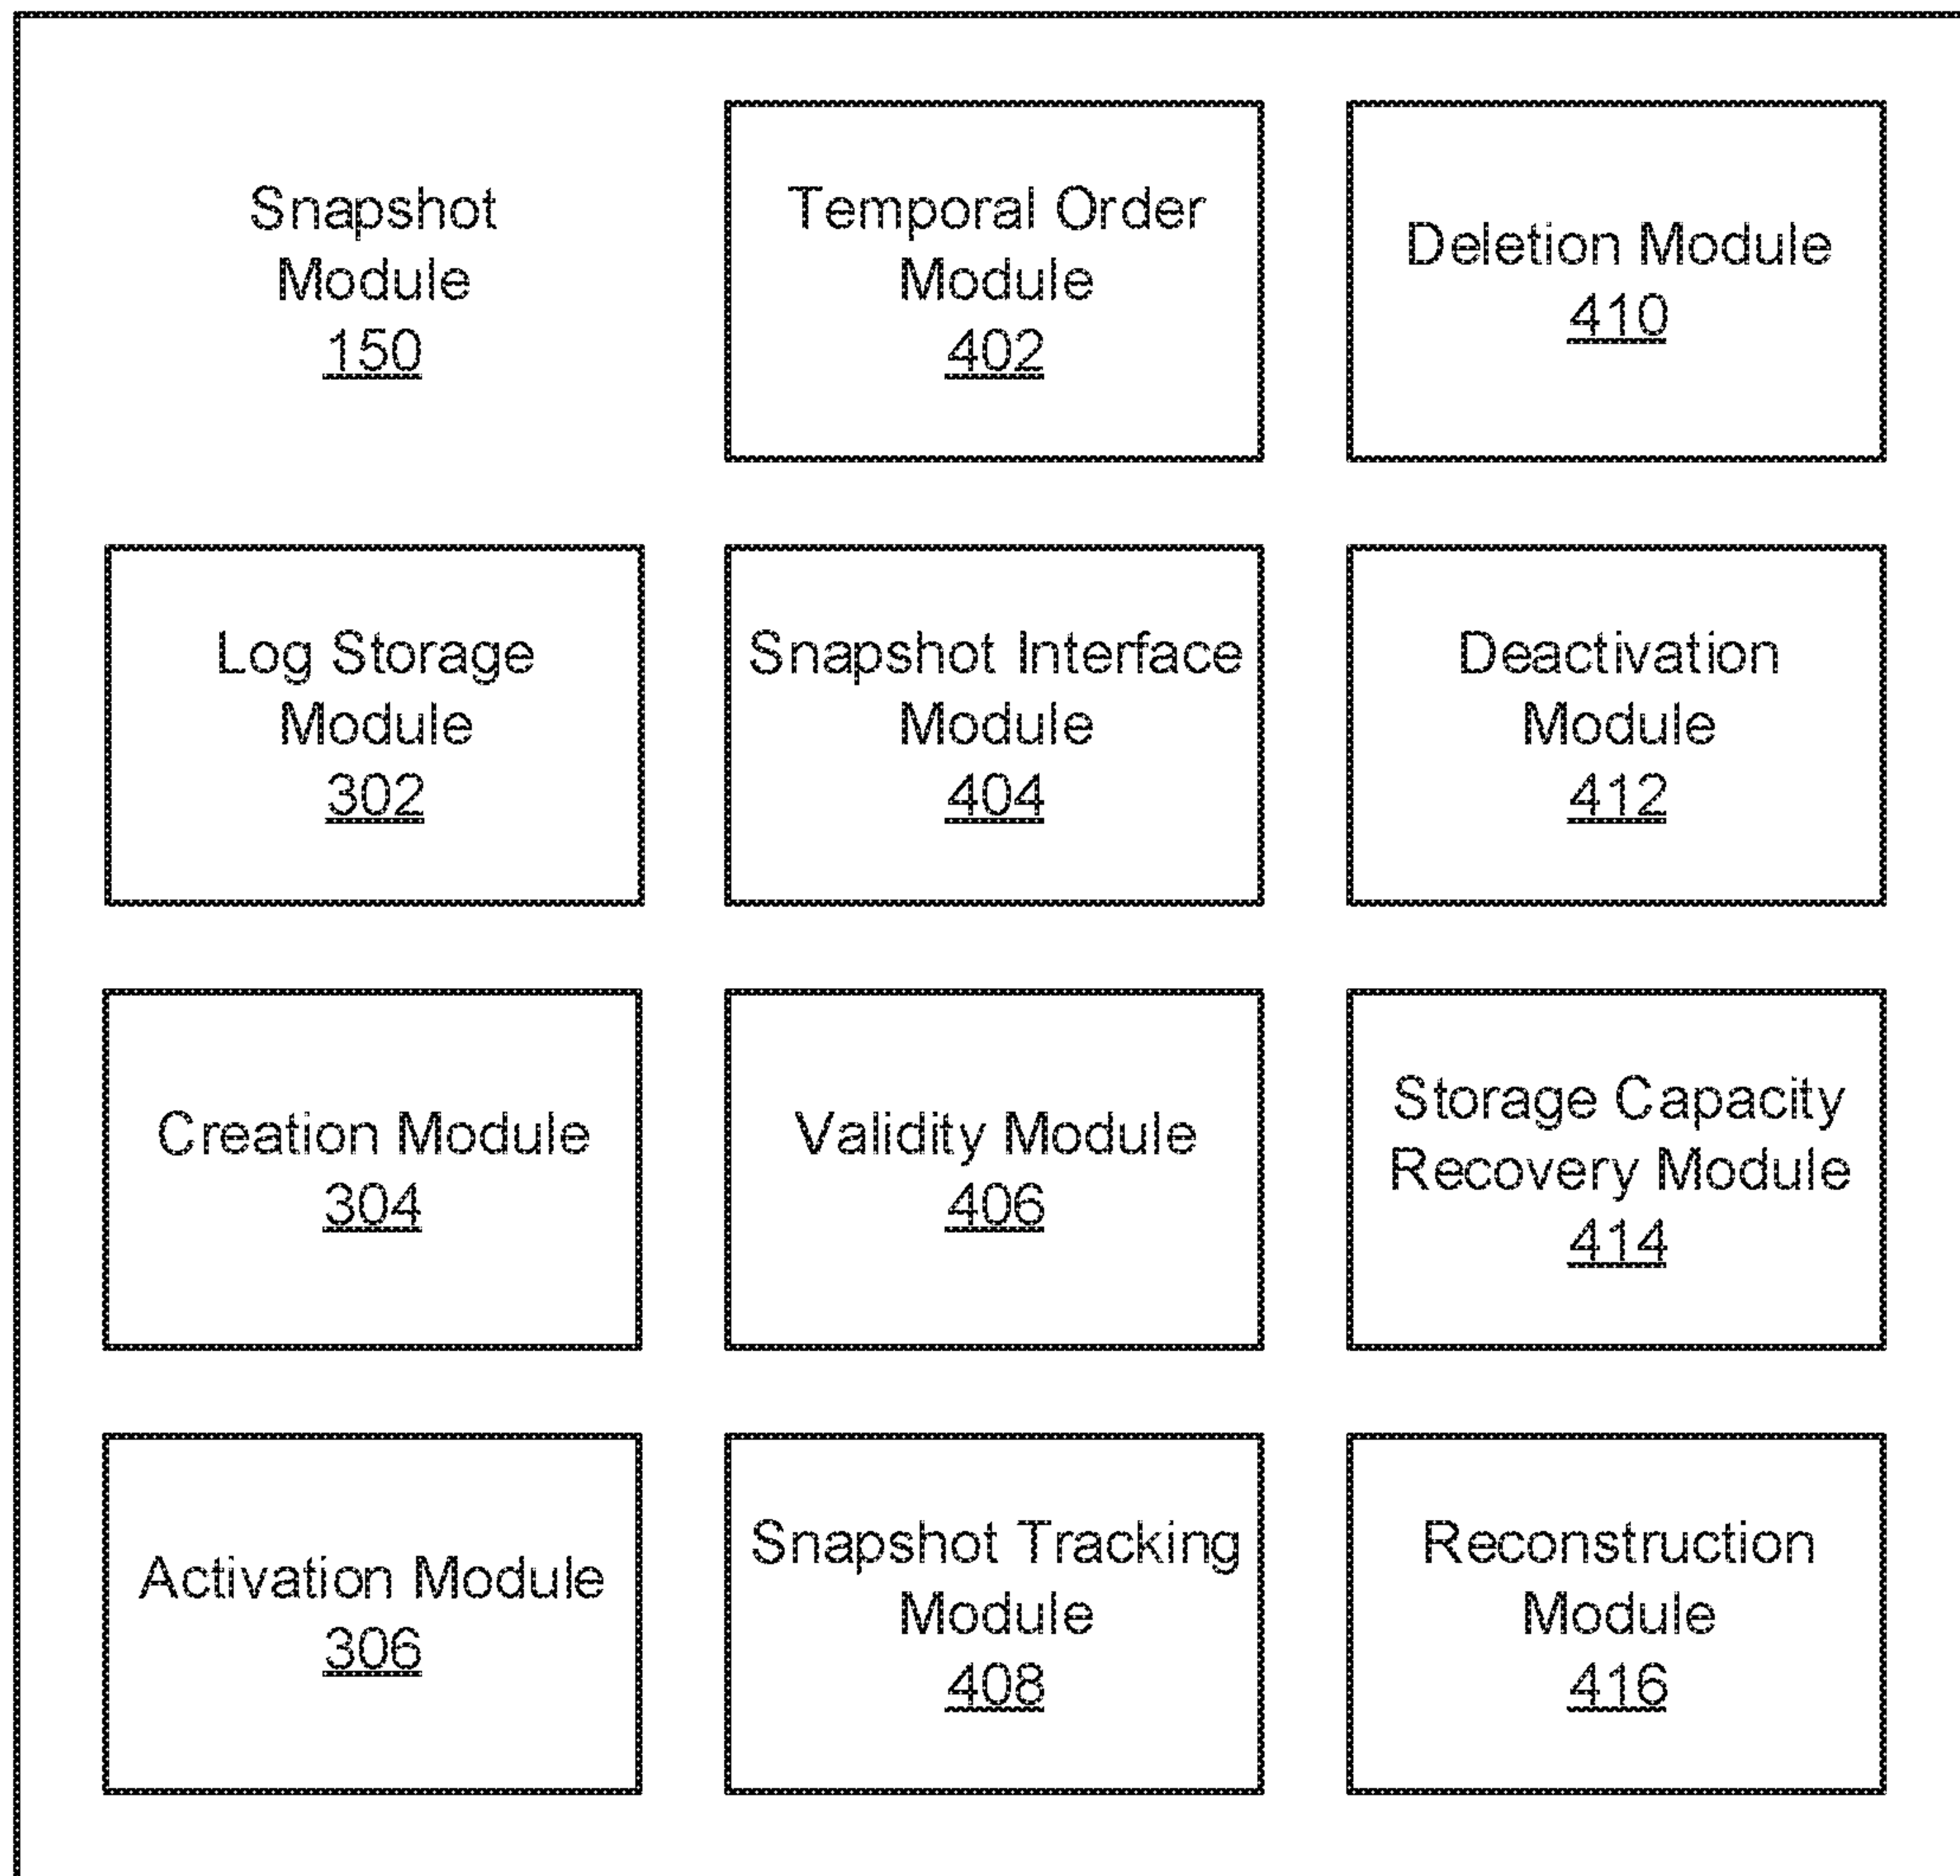 Snapshot
Module
150
Temporal Order
Module
402
Deletion Module
410
Log Storage
Module
302
Snapshot Interface
Module
404
Deactivation
Module
412
Creation Module
304
Validity Module
406
Storage Capacity
Recovery Module
414
Activation Module
306
Snapshot Tracking
Module
408
Reconstruction
Module
416